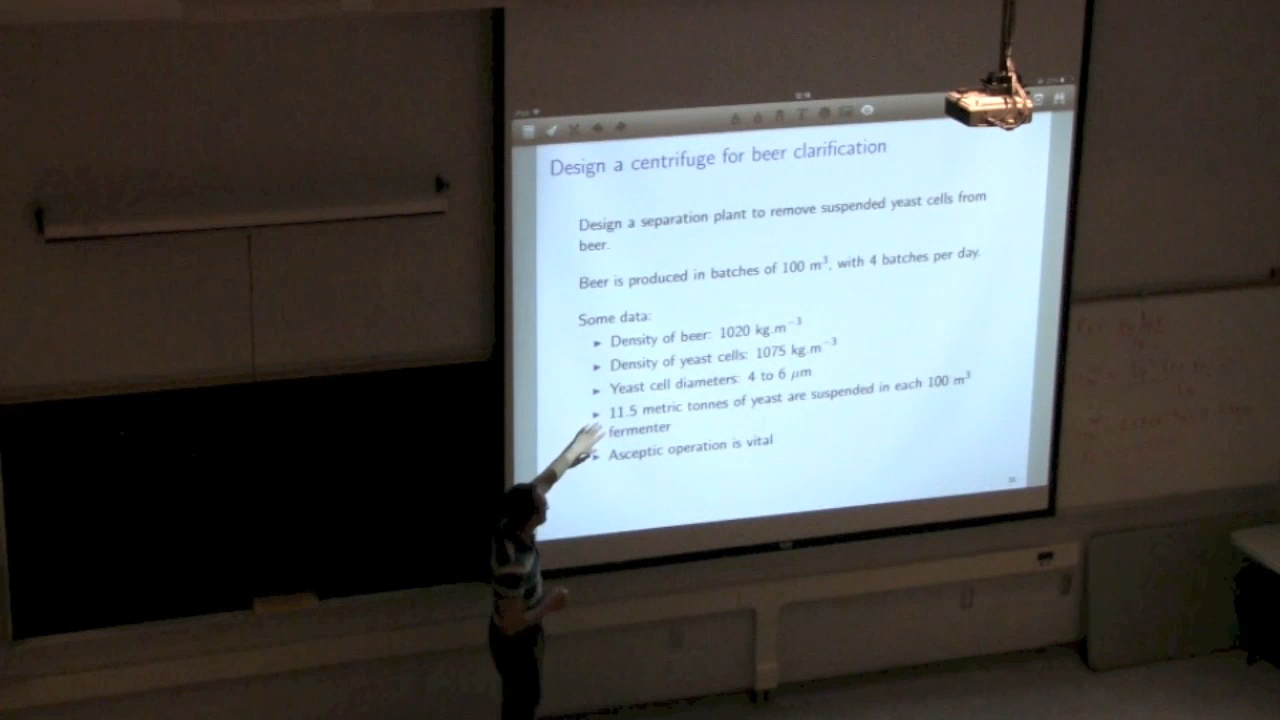 Design a centrifuge for beer clarification
Design a separation plant to remove suspended yeast cells from
beer.
Beer is produced in batches of 100 m³, with 4 batches per day.
Some data:
► Density of beer: 1020 kg.m⁻³
► Density of yeast cells: 1075 kg.m⁻³
► Yeast cell diameters: 4 to 6 μm
► 11.5 metric tonnes of yeast are suspended in each 100 m³
fermenter
► Asceptic operation is vital